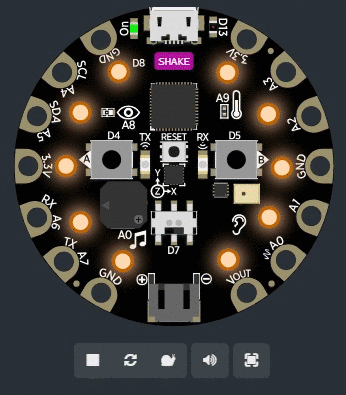 On
D13
GND
D8
SHAKE
3.3V
SCL
A4
A3
SDA
A5
A8
A9
A2
D4
TX
RESET
RX
D5
A
B
3.3V
GND
Y
Z
X
RX
A6
A1
A0
D7
TX
A7
A0
GND
VOUT